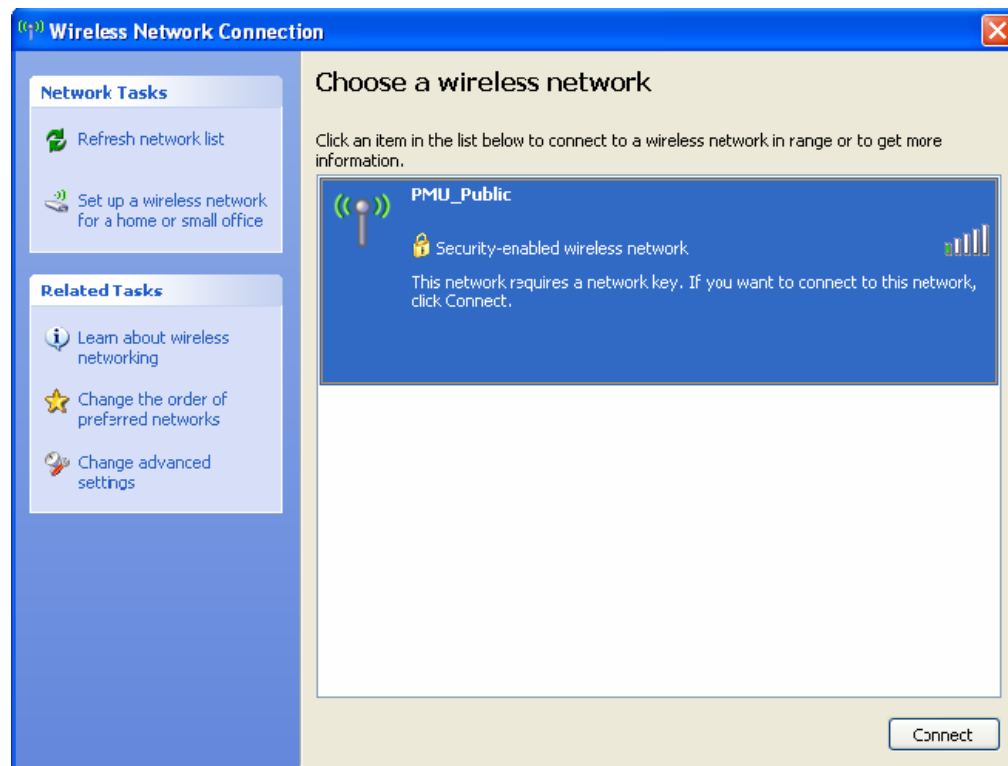 Wireless Network Connection
Network Tasks
Refresh network list
Set up a wireless network
for a home or small office
Related Tasks
Learn about wireless
networking
Change the order of
preferred networks
Change advanced
settings
Choose a wireless network
Click an item in the list below to connect to a wireless network in range or to get more
information.
PMU_Public
Security-enabled wireless network
This network requires a network key. If you want to connect to this network,
click Connect.
Connect